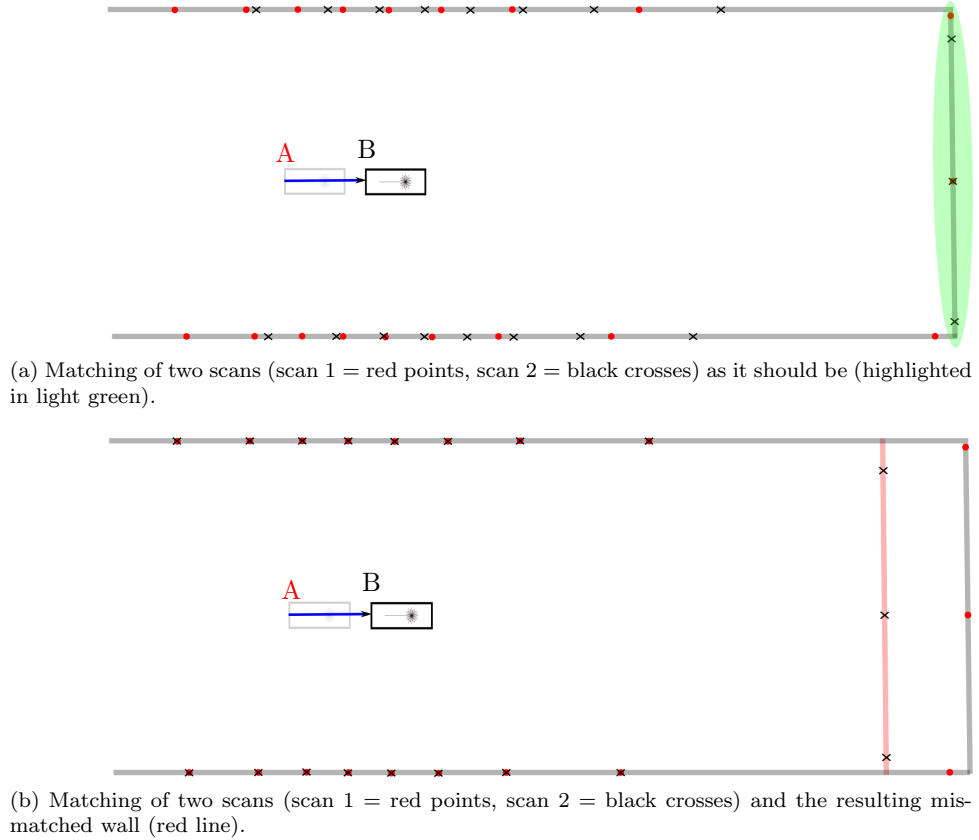 A
B
(a) Matching of two scans (scan 1 = red points, scan 2 = black crosses) as it should be (highlighted
in light green).
A
B
(b) Matching of two scans (scan 1 = red points, scan 2 = black crosses) and the resulting mis-
matched wall (red line).